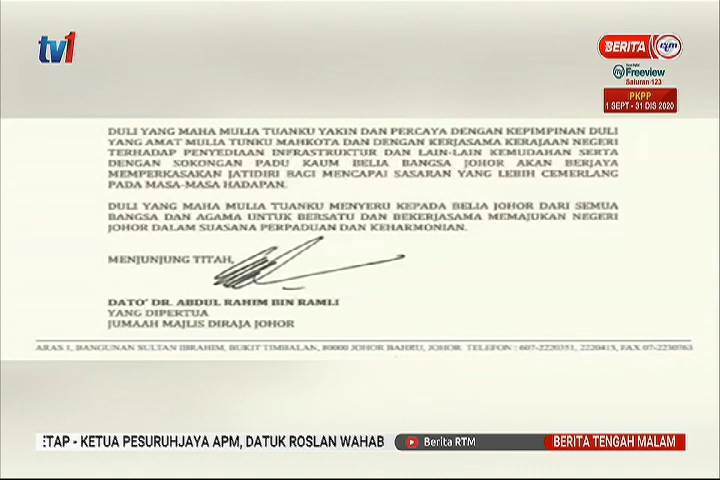 tv1
BERITA rtm
myFreeview
Saluran 123
PKPP
1 SEPT - 31 DIS 2020
DULI YANG MAHA MULIA TUANKU YAKIN DAN PERCAYA DENGAN KEPIMPINAN DULI
YANG AMAT MULIA TUNKU MAHKOTA DAN DENGAN KERJASAMA KERAJAAN NEGERI
TERHADAP PENYEDIAAN INFRASTRUKTUR DAN LAIN-LAIN KEMUDAHAN SERTA
DENGAN SOKONGAN PADU KAUM BELIA BANGSA JOHOR AKAN BERJAYA
MEMPERKASAKAN JATIDIRI BAGI MENCAPAI SASARAN YANG LEBIH CEMERLANG
PADA MASA-MASA HADAPAN.
DULI YANG MAHA MULIA TUANKU MENYERU KEPADA BELIA JOHOR DARI SEMUA
BANGSA DAN AGAMA UNTUK BERSATU DAN BEKERJASAMA MEMAJUKAN NEGERI
JOHOR DALAM SUASANA PERPADUAN DAN KEHARMONIAN.
MENJUNJUNG TITAH,
DATO' DR. ABDUL RAHIM BIN RAMLI
YANG DIPERTUA
JUMAAH MAJLIS DIRAJA JOHOR
ARAS 1, BANGUNAN SULTAN IBRAHIM, BUKIT TIMBALAN, 80000 JOHOR BAHRU, JOHOR TELEFON : 607-2220351, 2220415, FAX 07-2230763
ETAP - KETUA PESURUHJAYA APM, DATUK ROSLAN WAHAB
Berita RTM
BERITA TENGAH MALAM